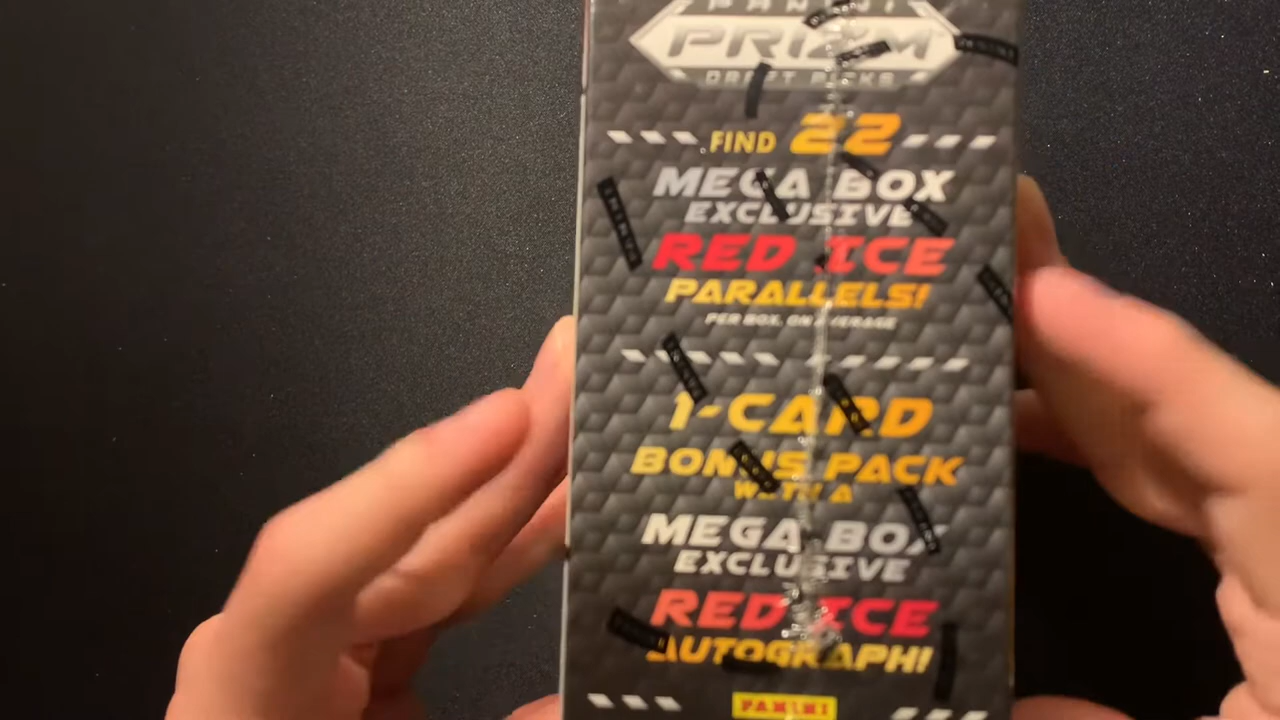 PANINI
PRIZM
DRAFT PICKS
FIND 22
MEGA BOX
EXCLUSIVE
RED ICE
PARALLELS!
PER BOX, ON AVERAGE
1-CARD
BONUS PACK
WITH A
MEGA BOX
EXCLUSIVE
RED ICE
AUTOGRAPH!
PANINI